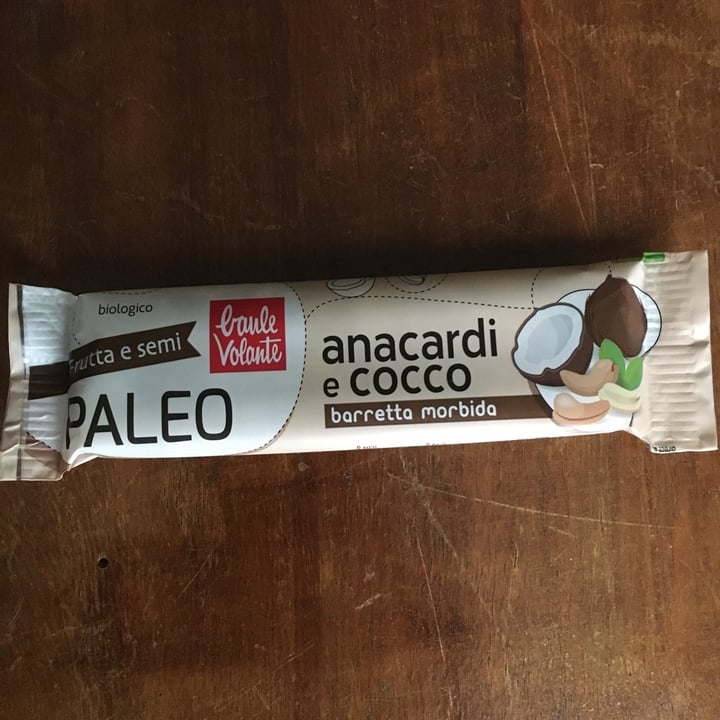 biologico
frutta e semi
PALEO
baule
Volante
anacardi
e cocco
barretta morbida